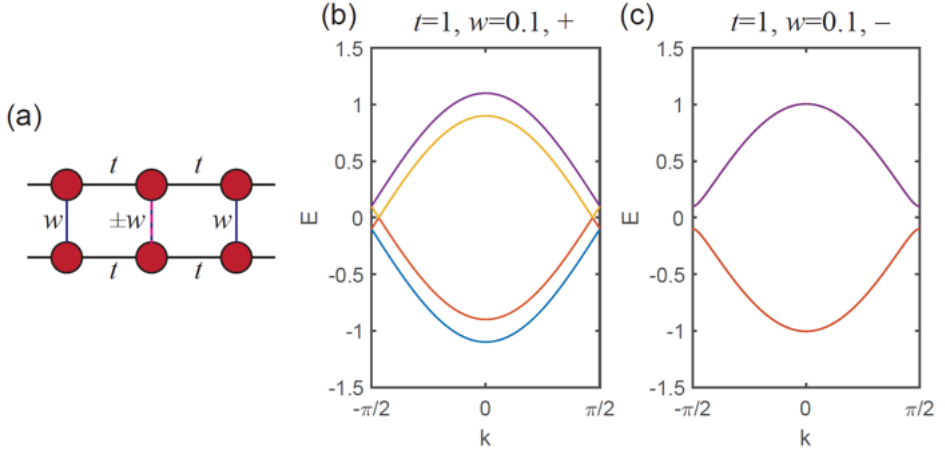 (a)
t t
w ±w w
t t
(b)
t=1, w=0.1, +
1.5
1
0.5
0
-0.5
-1
-1.5
E
-π/2 0 π/2
k
(c)
t=1, w=0.1, −
1.5
1
0.5
0
-0.5
-1
-1.5
E
-π/2 0 π/2
k